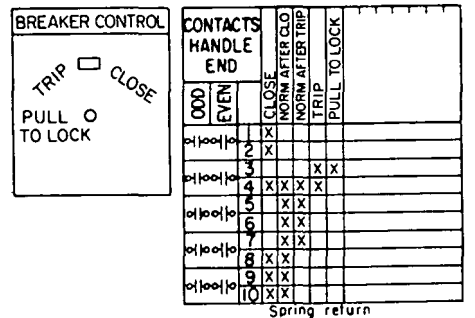 BREAKER CONTROL
TRIP
CLOSE
PULL
TO LOCK
CONTACTS
HANDLE
END
ODD
EVEN
CLOSE
NORM AFTER CLO
NORM AFTER TRIP
TRIP
PULL TO LOCK
1 X
2 X
3 X X
4 X X X X
5 X X
6 X X
7 X X
8 X X
9 X X
10 X X
Spring return